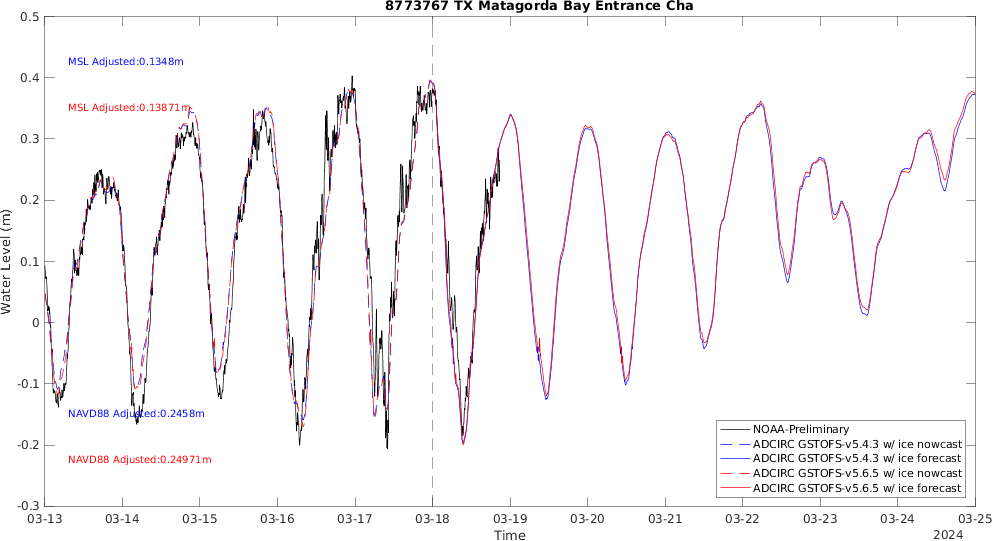 8773767 TX Matagorda Bay Entrance Cha
0.5
0.4
0.3
0.2
0.1
0
-0.1
-0.2
-0.3
Water Level (m)
MSL Adjusted:0.1348m
MSL Adjusted:0.13871m
NAVD88 Adjusted:0.2458m
NAVD88 Adjusted:0.24971m
NOAA-Preliminary
ADCIRC GSTOFS-v5.4.3 w/ ice nowcast
ADCIRC GSTOFS-v5.4.3 w/ ice forecast
ADCIRC GSTOFS-v5.6.5 w/ ice nowcast
ADCIRC GSTOFS-v5.6.5 w/ ice forecast
03-13 03-14 03-15 03-16 03-17 03-18 03-19 03-20 03-21 03-22 03-23 03-24 03-25
Time
2024